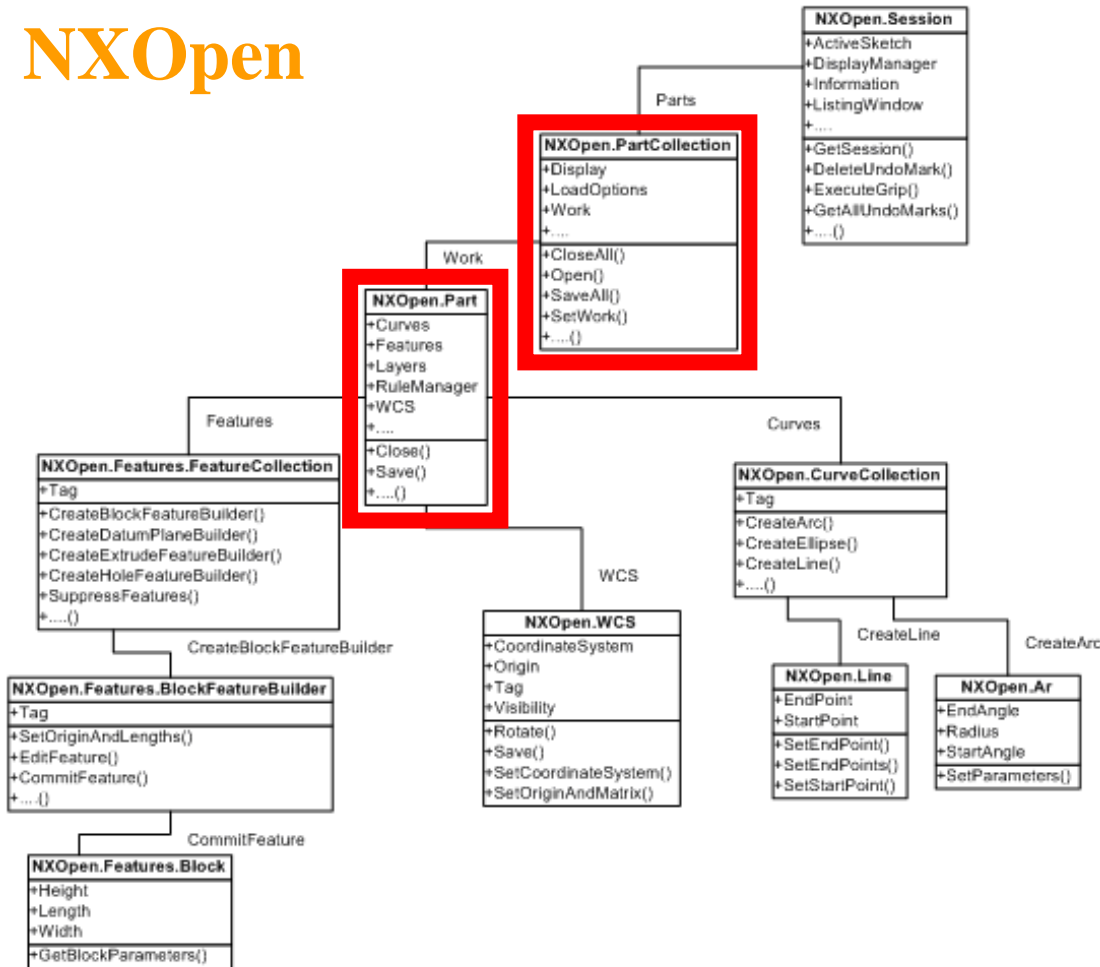 NXOpen
NXOpen.Session
+ActiveSketch
+DisplayManager
+Information
+ListingWindow
+....
+GetSession()
+DeleteUndoMark()
+ExecuteGrip()
+GetAllUndoMarks()
+....()
Parts
NXOpen.PartCollection
+Display
+LoadOptions
+Work
+....
+CloseAll()
+Open()
+SaveAll()
+SetWork()
+....()
Work
NXOpen.Part
+Curves
+Features
+Layers
+RuleManager
+WCS
+....
+Close()
+Save()
+....()
Features
Curves
NXOpen.Features.FeatureCollection
+Tag
+CreateBlockFeatureBuilder()
+CreateDatumPlaneBuilder()
+CreateExtrudeFeatureBuilder()
+CreateHoleFeatureBuilder()
+SuppressFeatures()
+....()
NXOpen.CurveCollection
+Tag
+CreateArc()
+CreateEllipse()
+CreateLine()
+....()
WCS
CreateBlockFeatureBuilder
CreateLine
CreateArc
NXOpen.WCS
+CoordinateSystem
+Origin
+Tag
+Visibility
+Rotate()
+Save()
+SetCoordinateSystem()
+SetOriginAndMatrix()
NXOpen.Line
+EndPoint
+StartPoint
+SetEndPoint()
+SetEndPoints()
+SetStartPoint()
NXOpen.Ar
+EndAngle
+Radius
+StartAngle
+SetParameters()
NXOpen.Features.BlockFeatureBuilder
+Tag
+SetOriginAndLengths()
+EditFeature()
+CommitFeature()
+....()
CommitFeature
NXOpen.Features.Block
+Height
+Length
+Width
+GetBlockParameters()